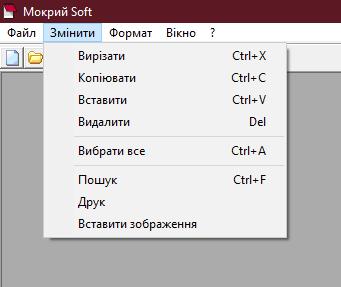 Мокрий Soft
Файл Змінити Формат Вікно ?
Вирізати Ctrl+X
Копіювати Ctrl+C
Вставити Ctrl+V
Видалити Del
Вибрати все Ctrl+A
Пошук Ctrl+F
Друк
Вставити зображення